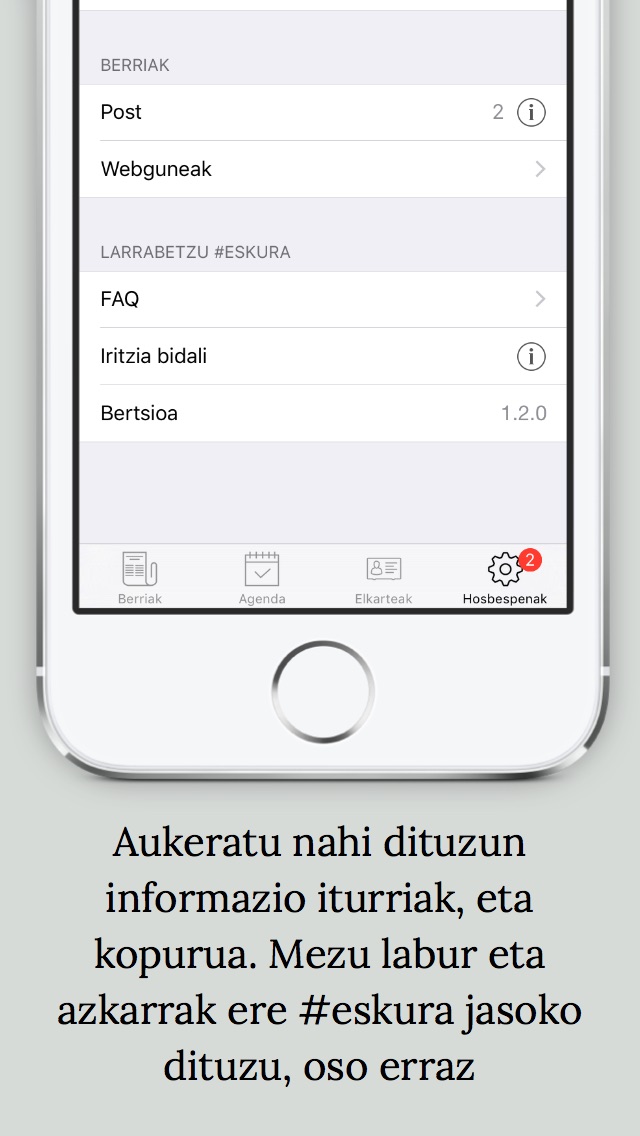 BERRIAK
Post 2
Webguneak
LARRABETZU #ESKURA
FAQ
Iritzia bidali
Bertsioa 1.2.0
2
Berriak Agenda Elkarteak Hosbespenak
Aukeratu nahi dituzun
informazio iturriak, eta
kopurua. Mezu labur eta
azkarrak ere #eskura jasoko
dituzu, oso erraz